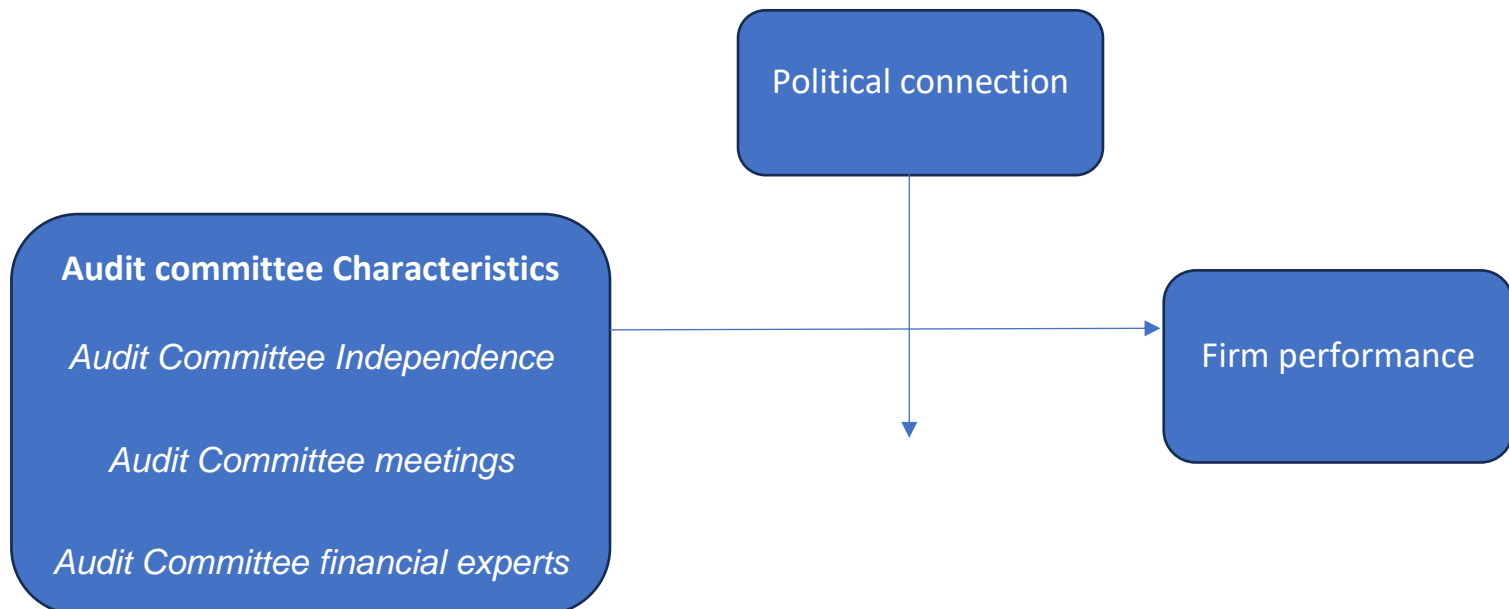 Political connection
Audit committee Characteristics
Audit Committee Independence
Audit Committee meetings
Audit Committee financial experts
Firm performance